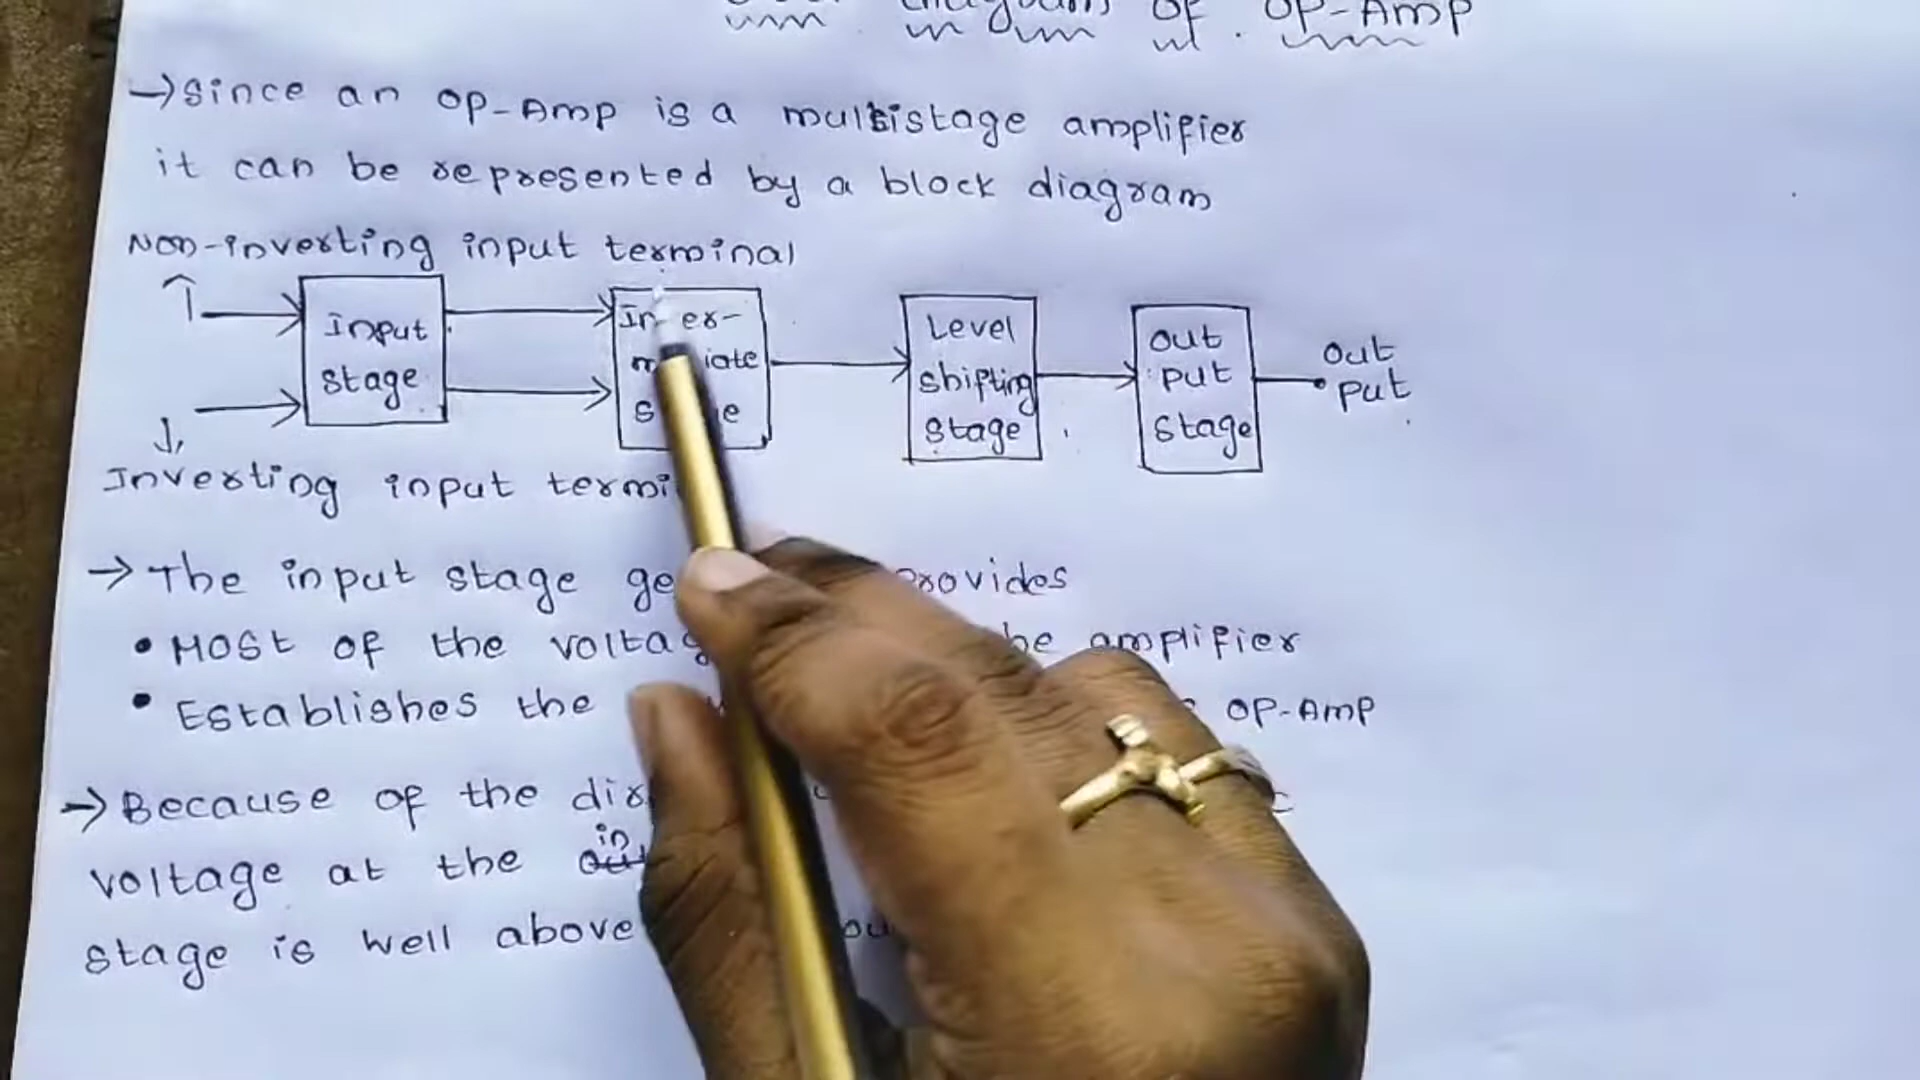 diagram of OP-Amp
→ Since an OP-Amp is a multistage amplifier
it can be represented by a block diagram
Non-inverting input terminal
Input
stage
Level
shifting
stage
Out
put
stage
Out
put
Inverting input
→ The input stage provides
• Most of the amplifier
• Establishes the OP-Amp
→ Because of the
voltage at the in
stage is well above